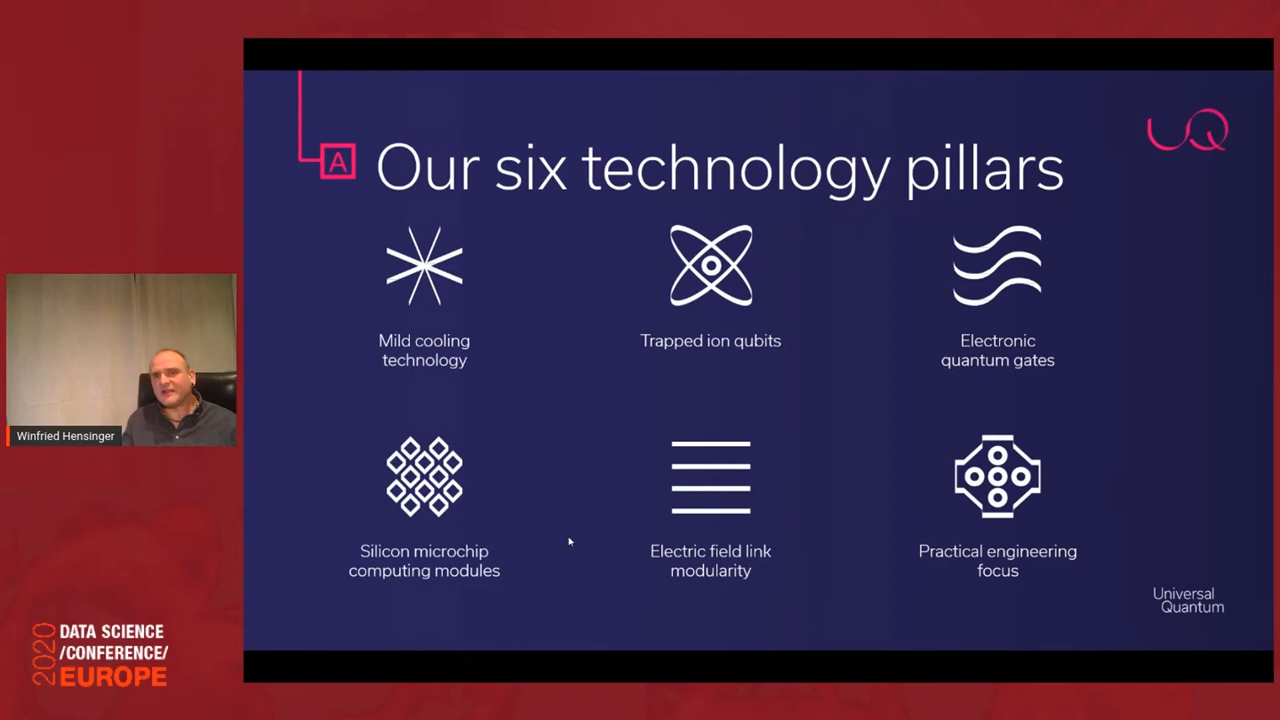 UQ
A
Our six technology pillars
Mild cooling
technology
Trapped ion qubits
Electronic
quantum gates
Silicon microchip
computing modules
Electric field link
modularity
Practical engineering
focus
Universal
Quantum
Winfried Hensinger
2020
DATA SCIENCE
/CONFERENCE/
EUROPE